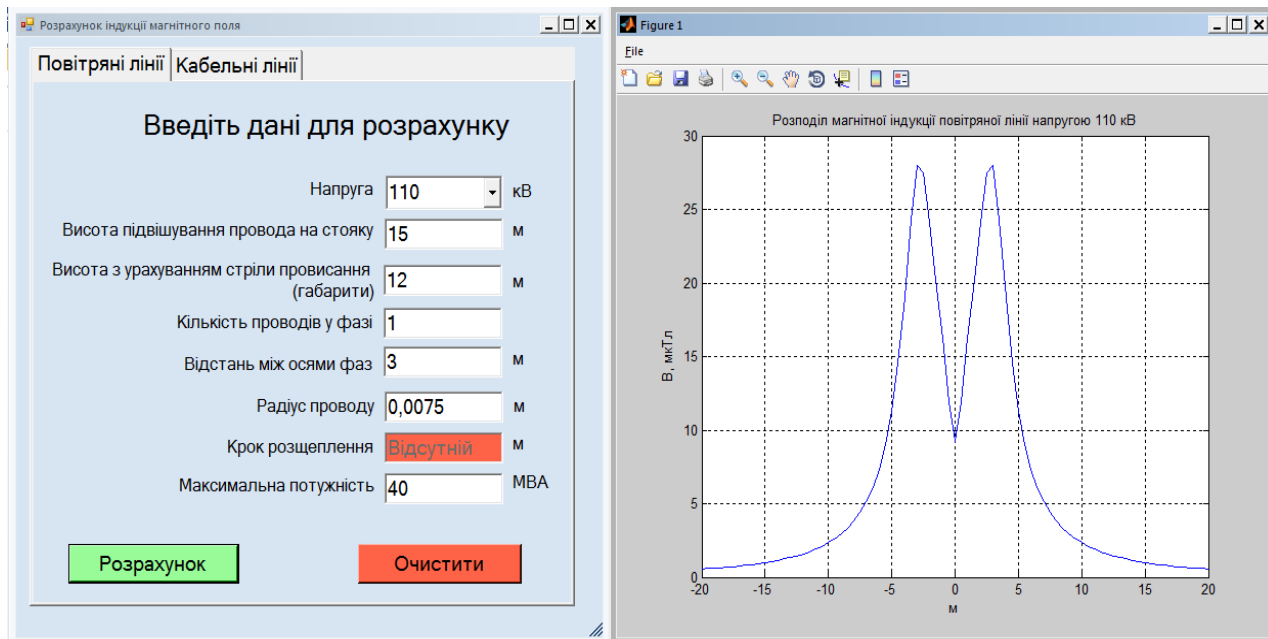 Розрахунок індукції магнітного поля
Повітряні лінії
Кабельні лінії
Введіть дані для розрахунку
Напруга 110 кВ
Висота підвішування провода на стояку 15 м
Висота з урахуванням стріли провисання
(габарити) 12 м
Кількість проводів у фазі 1
Відстань між осями фаз 3 м
Радіус проводу 0,0075 м
Крок розщеплення Відсутній м
Максимальна потужність 40 МВА
Розрахунок
Очистити
Figure 1
File
Розподіл магнітної індукції повітряної лінії напругою 110 кВ
30
25
20
15
10
5
0
В, мкТл
-20 -15 -10 -5 0 5 10 15 20
м